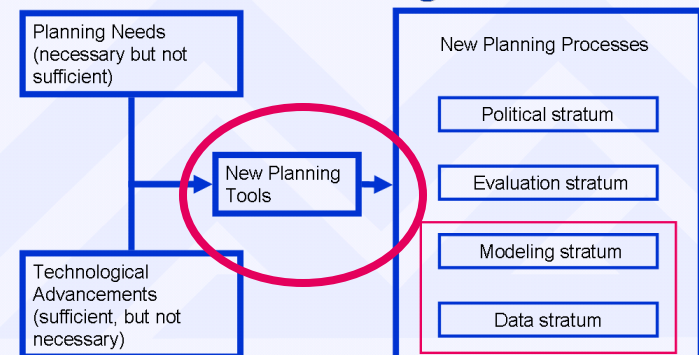 Planning Needs
(necessary but not
sufficient)
New Planning Processes
Political stratum
New Planning
Tools
Evaluation stratum
Modeling stratum
Technological
Advancements
(sufficient, but not
necessary)
Data stratum